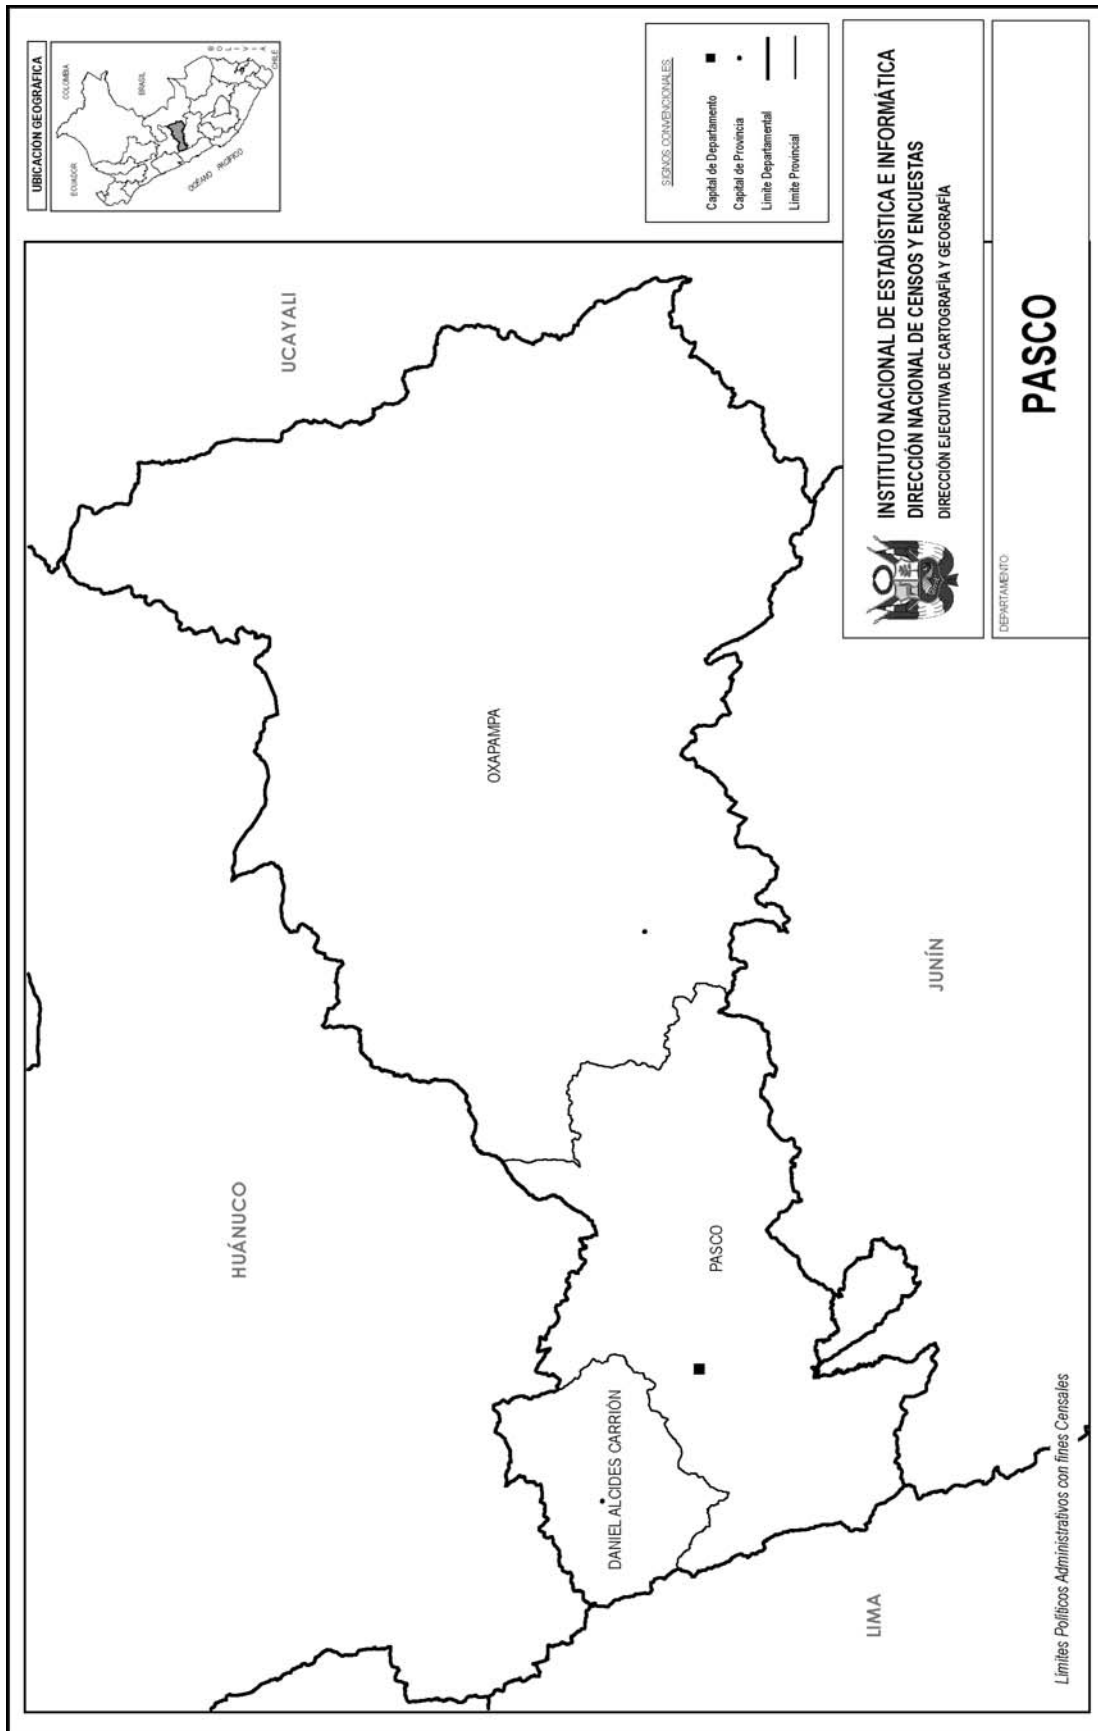 UBICACIÓN GEOGRÁFICA
COLOMBIA
ECUADOR
BRASIL
BOLIVIA
OCÉANO PACÍFICO
CHILE
SIGNOS CONVENCIONALES
Capital de Departamento
Capital de Provincia
Límite Departamental
Límite Provincial
UCAYALI
HUÁNUCO
OXAPAMPA
DANIEL ALCIDES CARRIÓN
PASCO
JUNÍN
LIMA
INSTITUTO NACIONAL DE ESTADÍSTICA E INFORMÁTICA
DIRECCIÓN NACIONAL DE CENSOS Y ENCUESTAS
DIRECCIÓN EJECUTIVA DE CARTOGRAFÍA Y GEOGRAFÍA
DEPARTAMENTO:
PASCO
Límites Políticos Administrativos con fines Censales